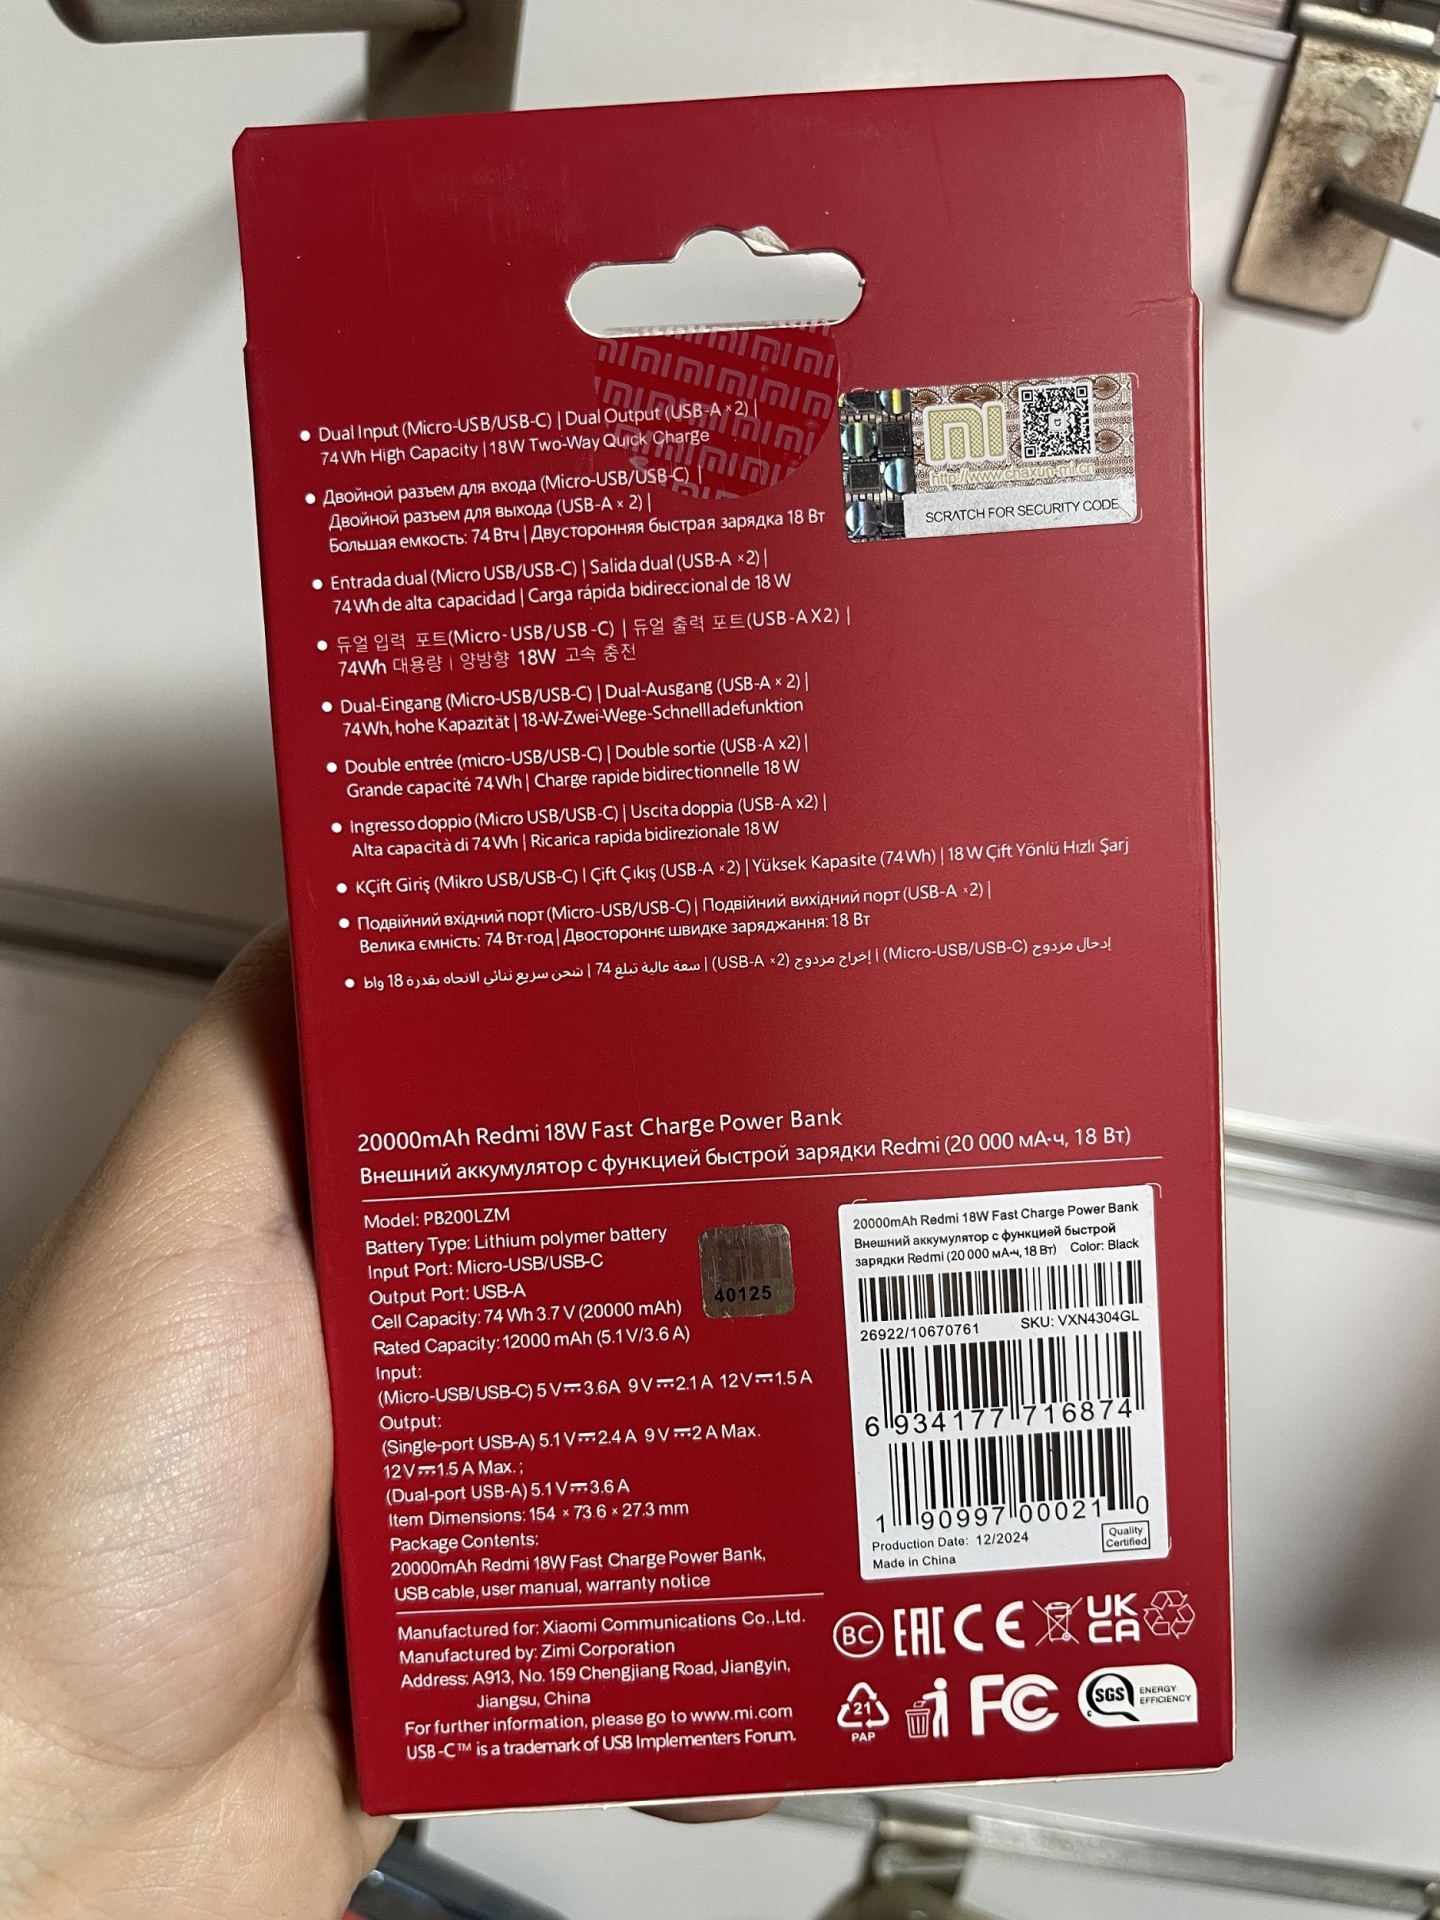 Dual Input (Micro-USB/USB-C) | Dual Output (USB-A ×2) |
74 Wh High Capacity | 18W Two-Way Quick Charge
Двойной разъем для входа (Micro-USB/USB-C) |
Двойной разъем для выхода (USB-A × 2) |
Большая емкость: 74 Втч | Двусторонняя быстрая зарядка 18 Вт
Entrada dual (Micro USB/USB-C) | Salida dual (USB-A ×2) |
74 Wh de alta capacidad | Carga rápida bidireccional de 18 W
듀얼 입력 포트(Micro-USB/USB-C) | 듀얼 출력 포트(USB-A X2) |
74Wh 대용량 | 양방향 18W 고속 충전
Dual-Eingang (Micro-USB/USB-C) | Dual-Ausgang (USB-A × 2) |
74 Wh, hohe Kapazität | 18-W-Zwei-Wege-Schnellladefunktion
Double entrée (micro-USB/USB-C) | Double sortie (USB-A x2) |
Grande capacité 74 Wh | Charge rapide bidirectionnelle 18 W
Ingresso doppio (Micro USB/USB-C) | Uscita doppia (USB-A x2) |
Alta capacità di 74 Wh | Ricarica rapida bidirezionale 18 W
KÇift Giriş (Mikro USB/USB-C) | Çift Çıkış (USB-A ×2) | Yüksek Kapasite (74 Wh) | 18 W Çift Yönlü Hızlı Şarj
Подвійний вхідний порт (Micro-USB/USB-C) | Подвійний вихідний порт (USB-A ×2) |
Велика ємність: 74 Вт·год | Двостороннє швидке заряджання: 18 Вт
إدخال مزدوج (Micro-USB/USB-C) | إخراج مزدوج (USB-A ×2) | سعة عالية تبلغ 74 | شحن سريع ثنائي الاتجاه بقدرة 18 واط
mi
http://www.chaxun-mi.cn
SCRATCH FOR SECURITY CODE
20000mAh Redmi 18W Fast Charge Power Bank
Внешний аккумулятор с функцией быстрой зарядки Redmi (20 000 мА·ч, 18 Вт)
Model: PB200LZM
Battery Type: Lithium polymer battery
Input Port: Micro-USB/USB-C
Output Port: USB-A
Cell Capacity: 74 Wh 3.7 V (20000 mAh)
Rated Capacity: 12000 mAh (5.1 V/3.6 A)
Input:
(Micro-USB/USB-C) 5 V⎓3.6A 9 V⎓2.1 A 12 V⎓1.5 A
Output:
(Single-port USB-A) 5.1 V⎓2.4 A 9 V⎓2 A Max.
12 V⎓1.5 A Max.;
(Dual-port USB-A) 5.1 V⎓3.6 A
Item Dimensions: 154 × 73.6 × 27.3 mm
Package Contents:
20000mAh Redmi 18W Fast Charge Power Bank,
USB cable, user manual, warranty notice
40125
Manufactured for: Xiaomi Communications Co.,Ltd.
Manufactured by: Zimi Corporation
Address: A913, No. 159 Chengjiang Road, Jiangyin,
Jiangsu, China
For further information, please go to www.mi.com
USB-C™ is a trademark of USB Implementers Forum.
20000mAh Redmi 18W Fast Charge Power Bank
Внешний аккумулятор с функцией быстрой
зарядки Redmi (20 000 мА·ч, 18 Вт) Color: Black
26922/10670761 SKU: VXN4304GL
6 934177 716874
1 90997 00021 0
Production Date: 12/2024
Made in China
Quality
Certified
BC EAC CE UK
CA
21
PAP
FC
SGS ENERGY
EFFICIENCY